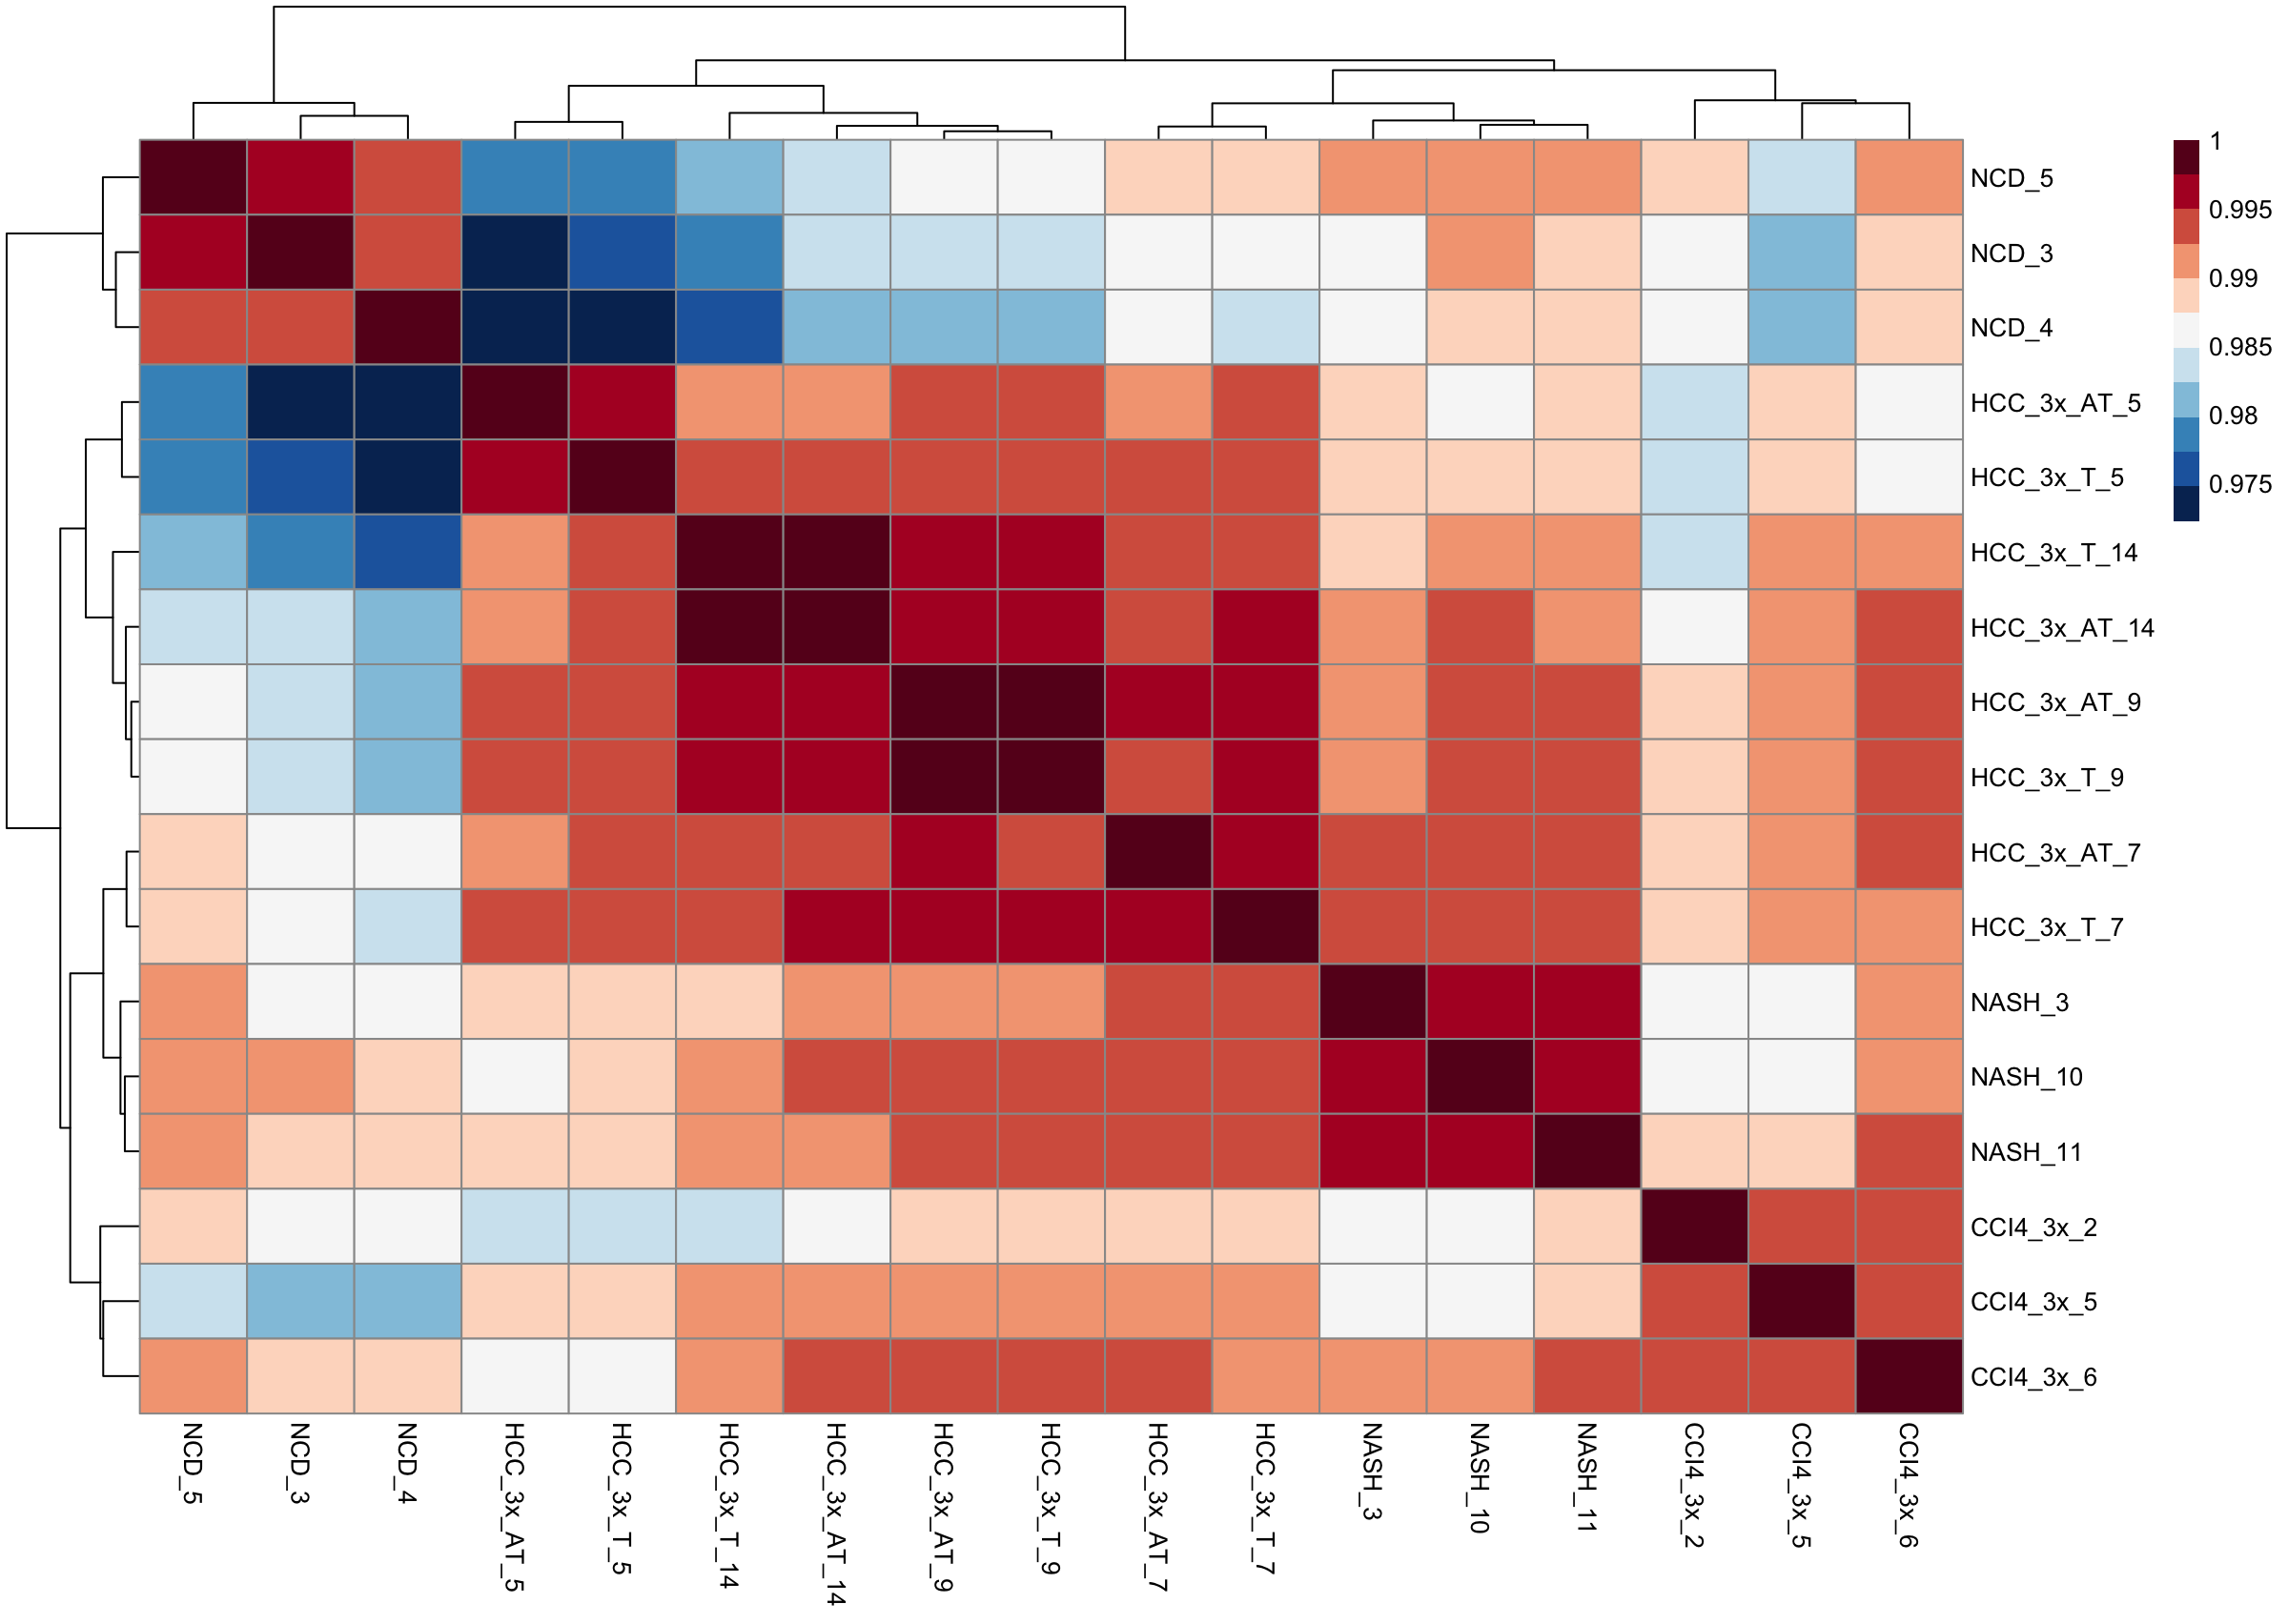 1
0.995
0.99
0.985
0.98
0.975
NCD_5
NCD_3
NCD_4
HCC_3x_AT_5
HCC_3x_T_5
HCC_3x_T_14
HCC_3x_AT_14
HCC_3x_AT_9
HCC_3x_T_9
HCC_3x_AT_7
HCC_3x_T_7
NASH_3
NASH_10
NASH_11
CCl4_3x_2
CCl4_3x_5
CCl4_3x_6
NCD_5
NCD_3
NCD_4
HCC_3x_AT_5
HCC_3x_T_5
HCC_3x_T_14
HCC_3x_AT_14
HCC_3x_AT_9
HCC_3x_T_9
HCC_3x_AT_7
HCC_3x_T_7
NASH_3
NASH_10
NASH_11
CCl4_3x_2
CCl4_3x_5
CCl4_3x_6